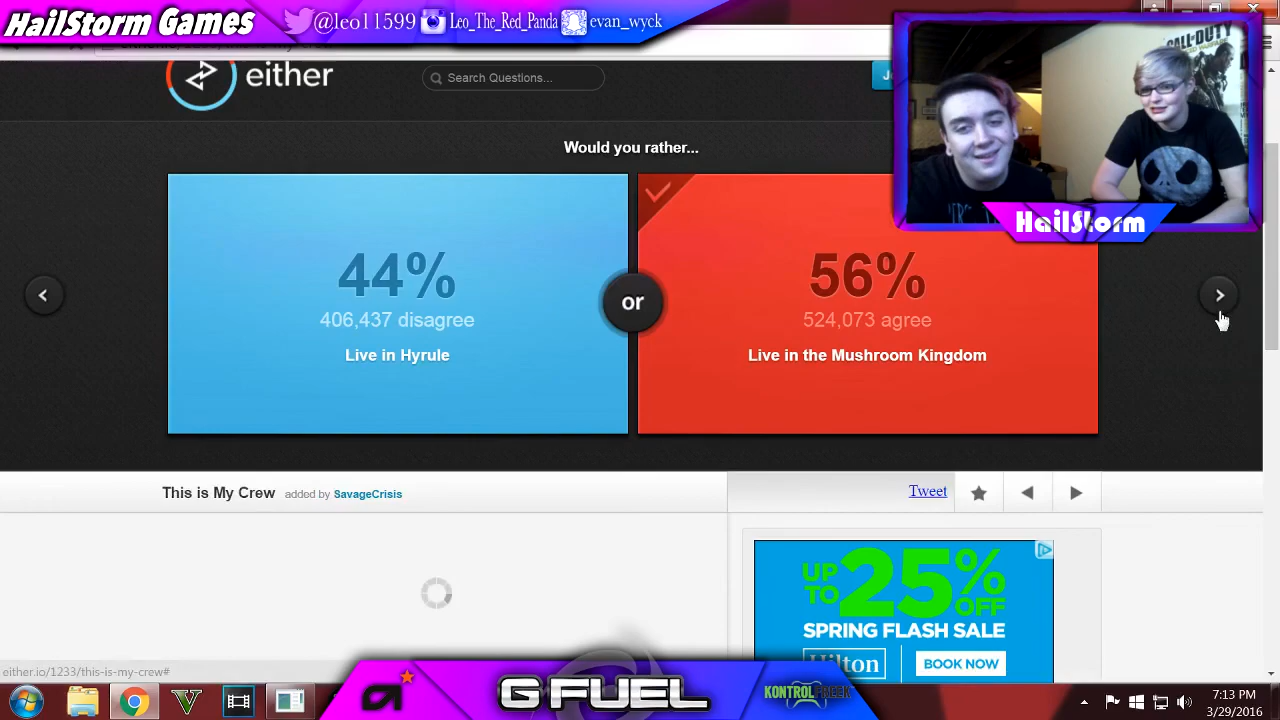 HailStorm Games
@leo11599
Leo_The_Red_Panda
evan_wyck
either
Search Questions...
CALL-DUTY
HailStorm
Would you rather...
44%
406,437 disagree
Live in Hyrule
or
56%
524,073 agree
Live in the Mushroom Kingdom
This is My Crew added by SavageCrisis
Tweet
UP TO 25% OFF
SPRING FLASH SALE
Hilton
BOOK NOW
either.io/1233/this-is-my-crew#
G FUEL
KONTROLFREEK
7:13 PM
3/29/2016